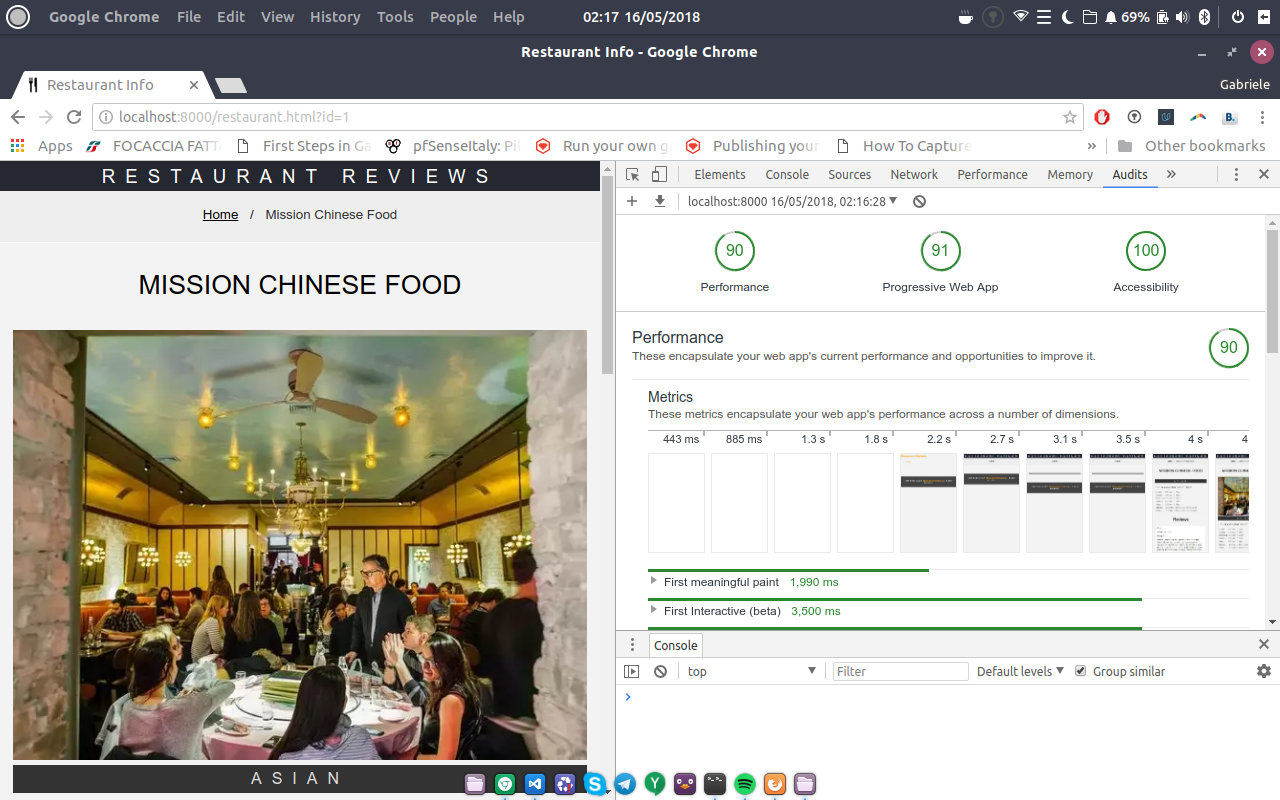 Google Chrome File Edit View History Tools People Help 02:17 16/05/2018 69%
Restaurant Info - Google Chrome
Restaurant Info Gabriele
localhost:8000/restaurant.html?id=1
Apps FOCACCIA FATT First Steps in Ga pfSenseItaly: Pi Run your own g Publishing your How To Capture » Other bookmarks
RESTAURANT REVIEWS
Home / Mission Chinese Food
MISSION CHINESE FOOD
ASIAN
Elements Console Sources Network Performance Memory Audits »
localhost:8000 16/05/2018, 02:16:28
90 91 100
Performance Progressive Web App Accessibility
Performance
These encapsulate your web app's current performance and opportunities to improve it.
90
Metrics
These metrics encapsulate your web app's performance across a number of dimensions.
443 ms 885 ms 1.3 s 1.8 s 2.2 s 2.7 s 3.1 s 3.5 s 4 s 4
First meaningful paint 1,990 ms
First Interactive (beta) 3,500 ms
Console
top Filter Default levels Group similar